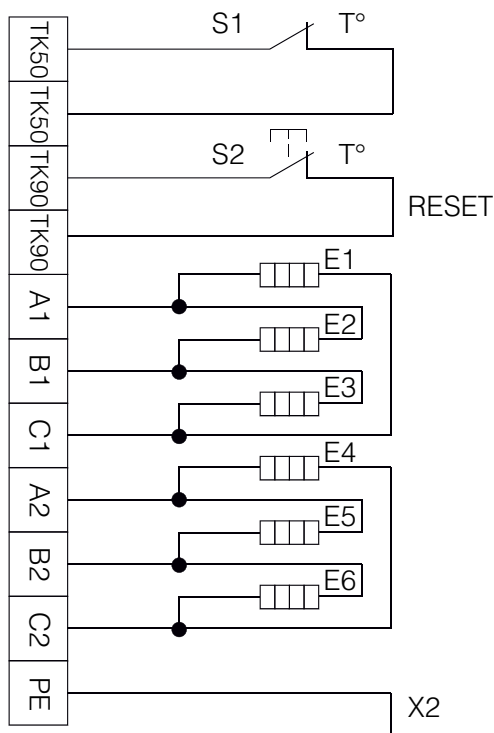 TK50
S1 T°
TK50
TK90
S2 T°
RESET
TK90
E1
A1
E2
B1
E3
C1
E4
A2
E5
B2
E6
C2
PE
X2